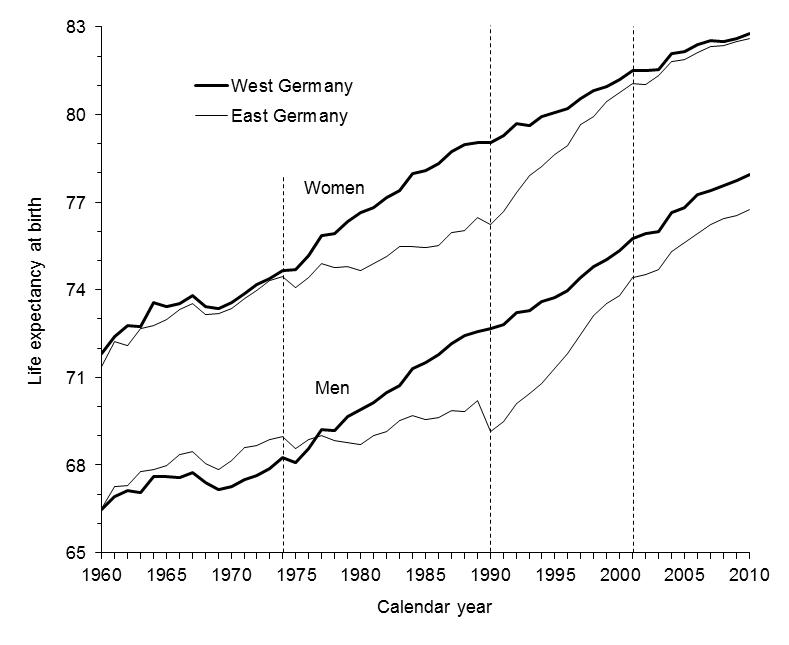 83
80
77
74
71
68
65
Life expectancy at birth
West Germany
East Germany
Women
Men
1960 1965 1970 1975 1980 1985 1990 1995 2000 2005 2010
Calendar year